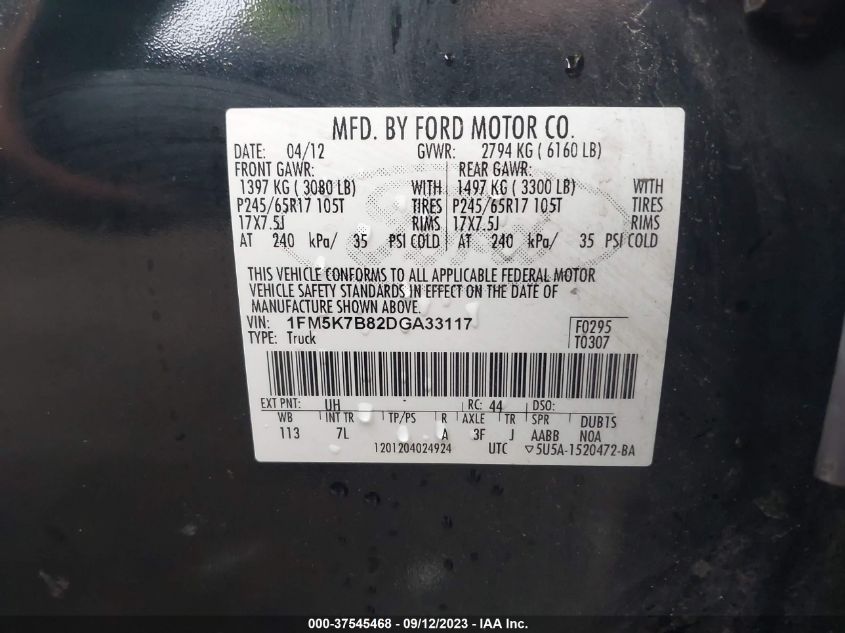 MFD. BY FORD MOTOR CO.
DATE: 04/12 GVWR: 2794 KG ( 6160 LB)
FRONT GAWR: REAR GAWR:
1397 KG ( 3080 LB) WITH 1497 KG ( 3300 LB) WITH
P245/65R17 105T TIRES P245/65R17 105T TIRES
17X7.5J RIMS 17X7.5J RIMS
AT 240 kPa/ 35 PSI COLD AT 240 kPa/ 35 PSI COLD
THIS VEHICLE CONFORMS TO ALL APPLICABLE FEDERAL MOTOR
VEHICLE SAFETY STANDARDS IN EFFECT ON THE DATE OF
MANUFACTURE SHOWN ABOVE.
VIN: 1FM5K7B82DGA33117 F0295
TYPE: Truck T0307
EXT PNT: UH RC: 44 DSO:
WB INT TR TP/PS R AXLE TR SPR DUB1S
113 7L A 3F J AABB N0A
1201204024924 UTC ▽5U5A-1520472-BA
000-37545468 - 09/12/2023 - IAA Inc.